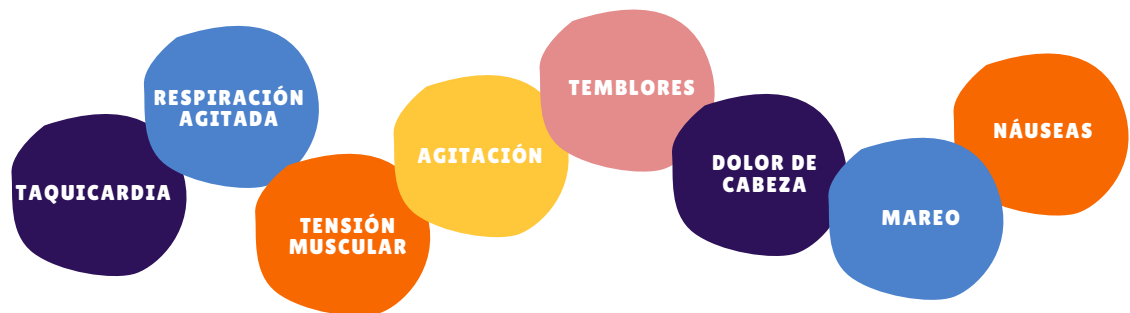 TAQUICARDIA
RESPIRACIÓN
AGITADA
TENSIÓN
MUSCULAR
AGITACIÓN
TEMBLORES
DOLOR DE
CABEZA
MAREO
NÁUSEAS